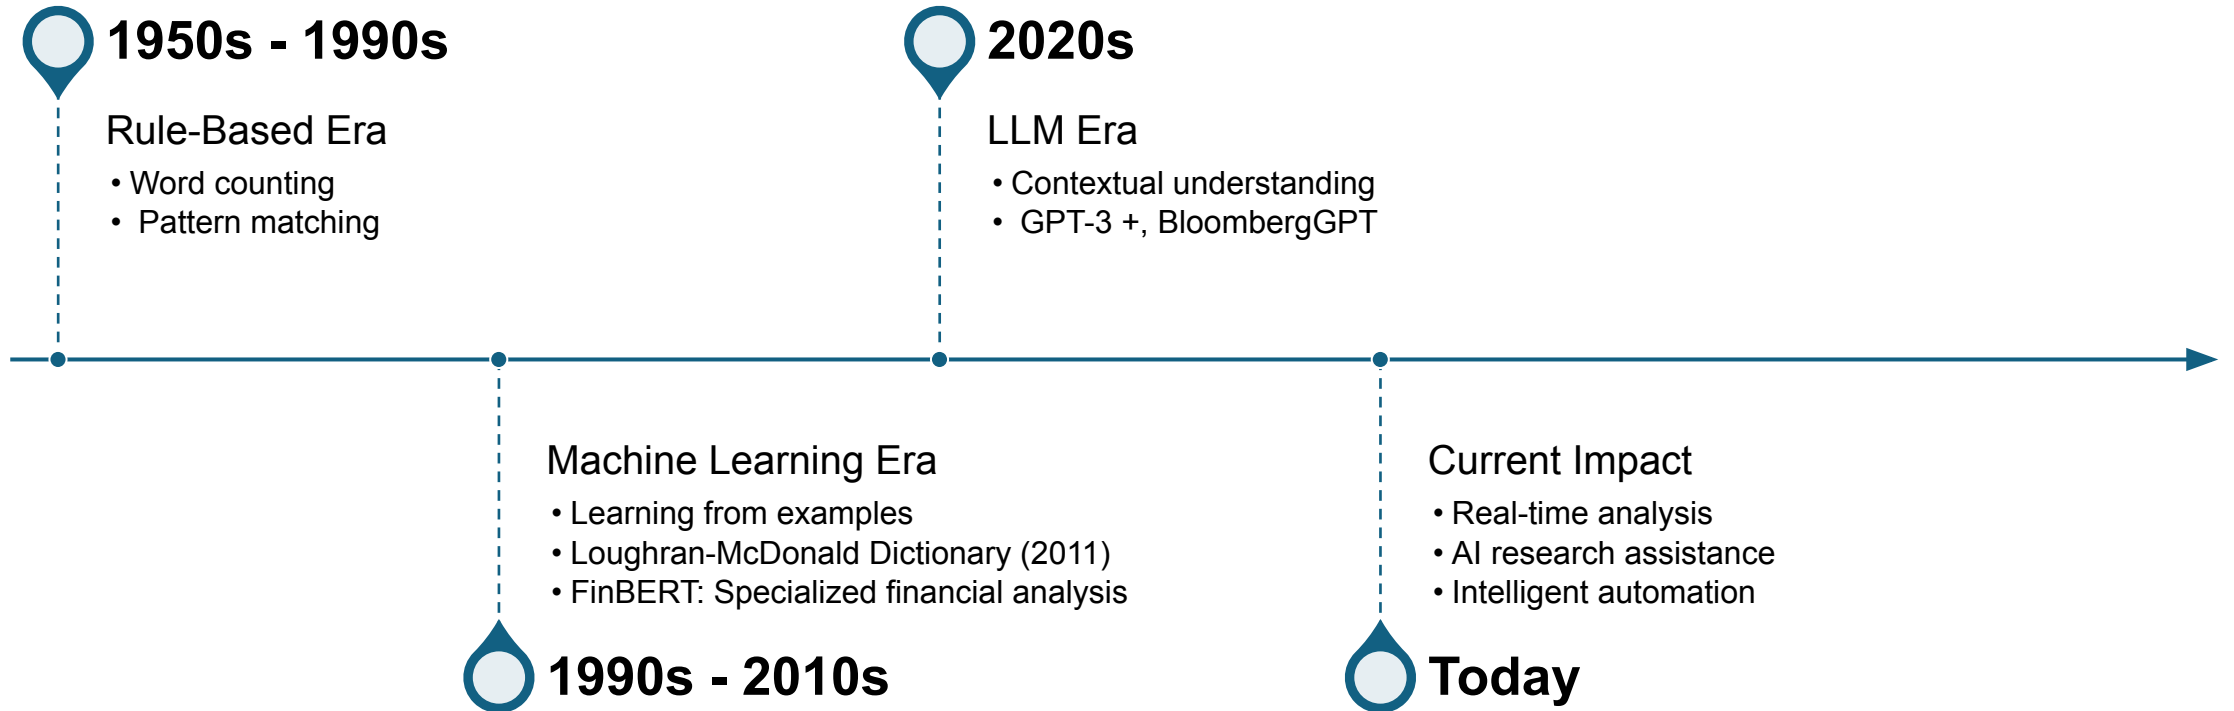 1950s - 1990s
Rule-Based Era
• Word counting
• Pattern matching
1990s - 2010s
Machine Learning Era
• Learning from examples
• Loughran-McDonald Dictionary (2011)
• FinBERT: Specialized financial analysis
2020s
LLM Era
• Contextual understanding
• GPT-3 +, BloombergGPT
Today
Current Impact
• Real-time analysis
• AI research assistance
• Intelligent automation